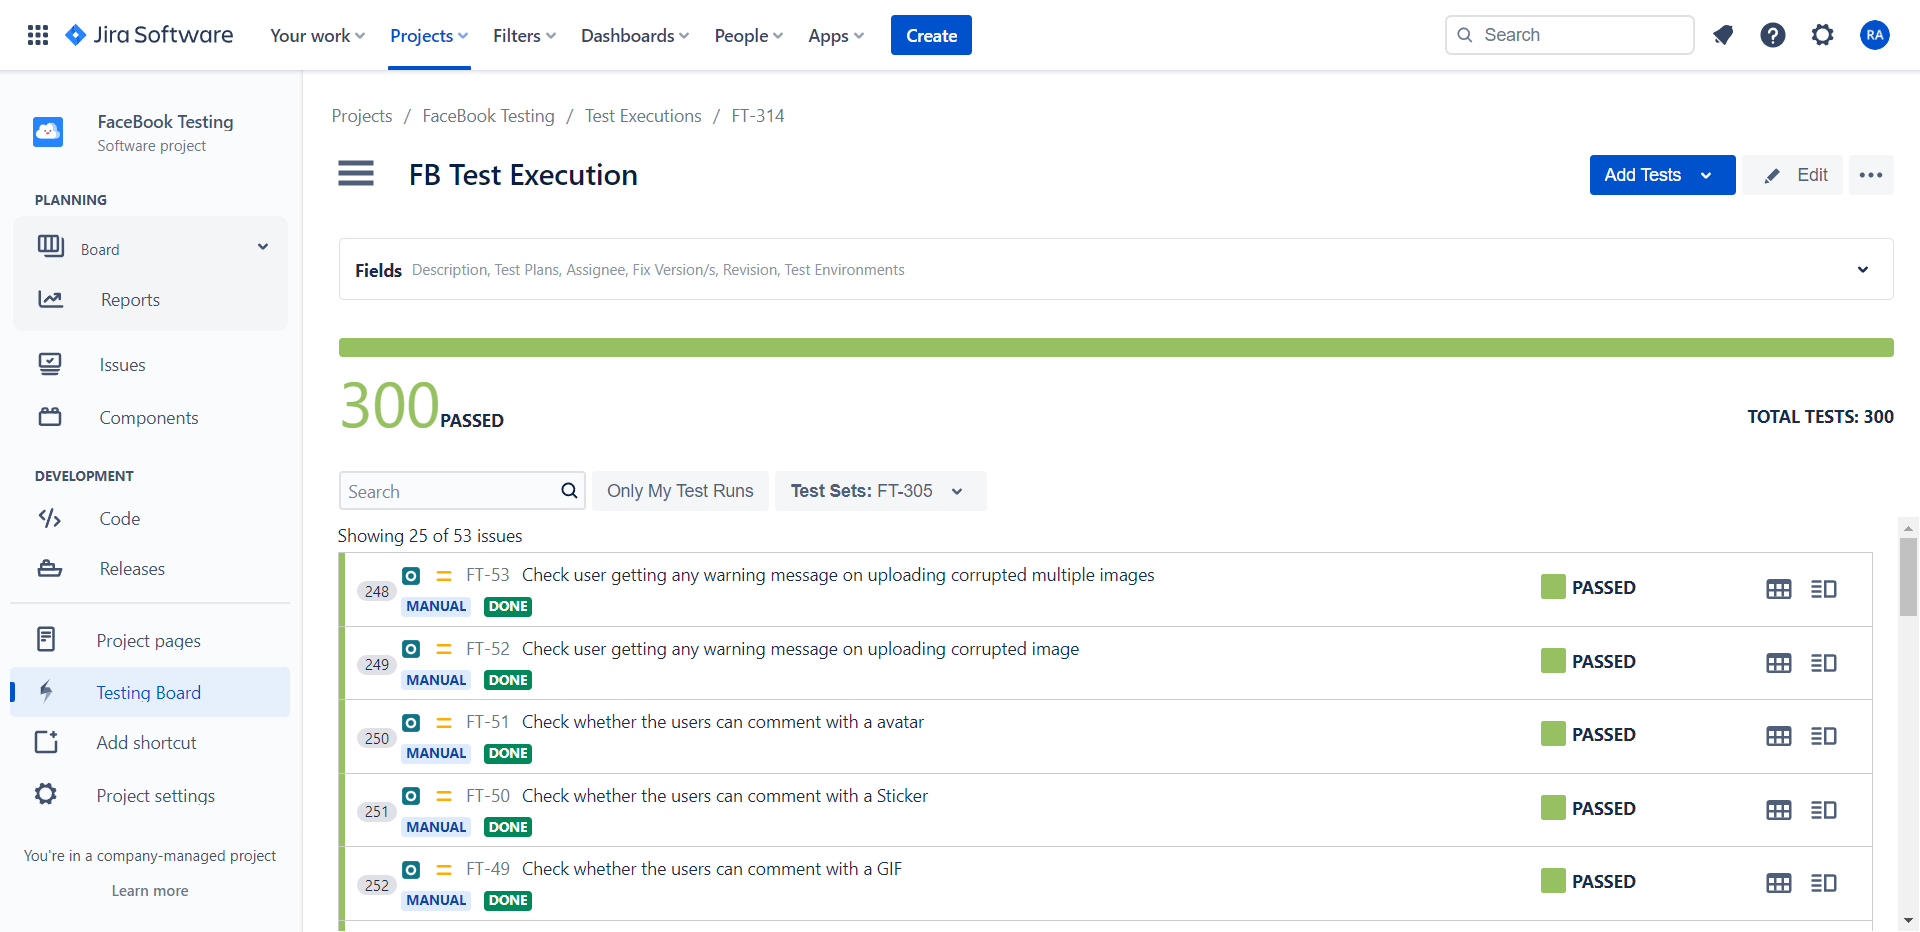 Jira Software
Your work
Projects
Filters
Dashboards
People
Apps
Create
Search
RA
FaceBook Testing
Software project
PLANNING
Board
Reports
Issues
Components
DEVELOPMENT
Code
Releases
Project pages
Testing Board
Add shortcut
Project settings
You're in a company-managed project
Learn more
Projects / FaceBook Testing / Test Executions / FT-314
FB Test Execution
Add Tests
Edit
Fields Description, Test Plans, Assignee, Fix Version/s, Revision, Test Environments
300 PASSED
TOTAL TESTS: 300
Search
Only My Test Runs
Test Sets: FT-305
Showing 25 of 53 issues
248 FT-53 Check user getting any warning message on uploading corrupted multiple images PASSED
MANUAL DONE
249 FT-52 Check user getting any warning message on uploading corrupted image PASSED
MANUAL DONE
250 FT-51 Check whether the users can comment with a avatar PASSED
MANUAL DONE
251 FT-50 Check whether the users can comment with a Sticker PASSED
MANUAL DONE
252 FT-49 Check whether the users can comment with a GIF PASSED
MANUAL DONE